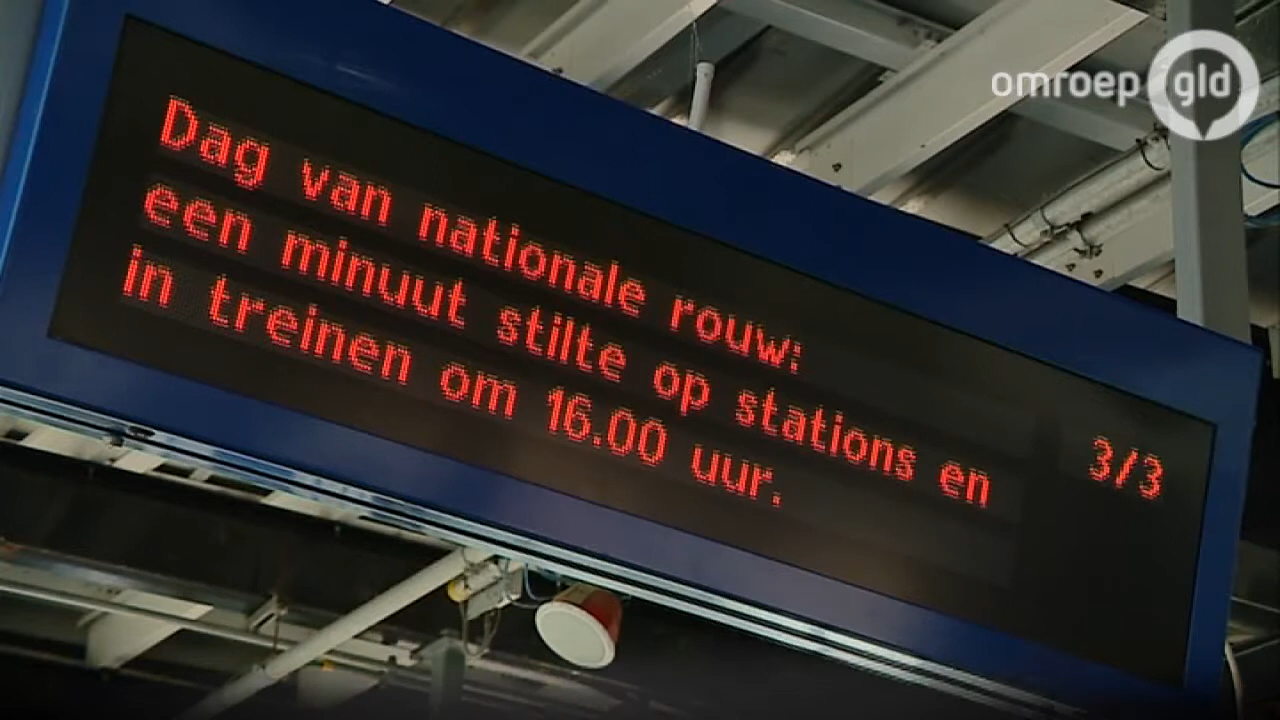 omroep gld
Dag van nationale rouw:
een minuut stilte op stations en
in treinen om 16.00 uur.
3/3